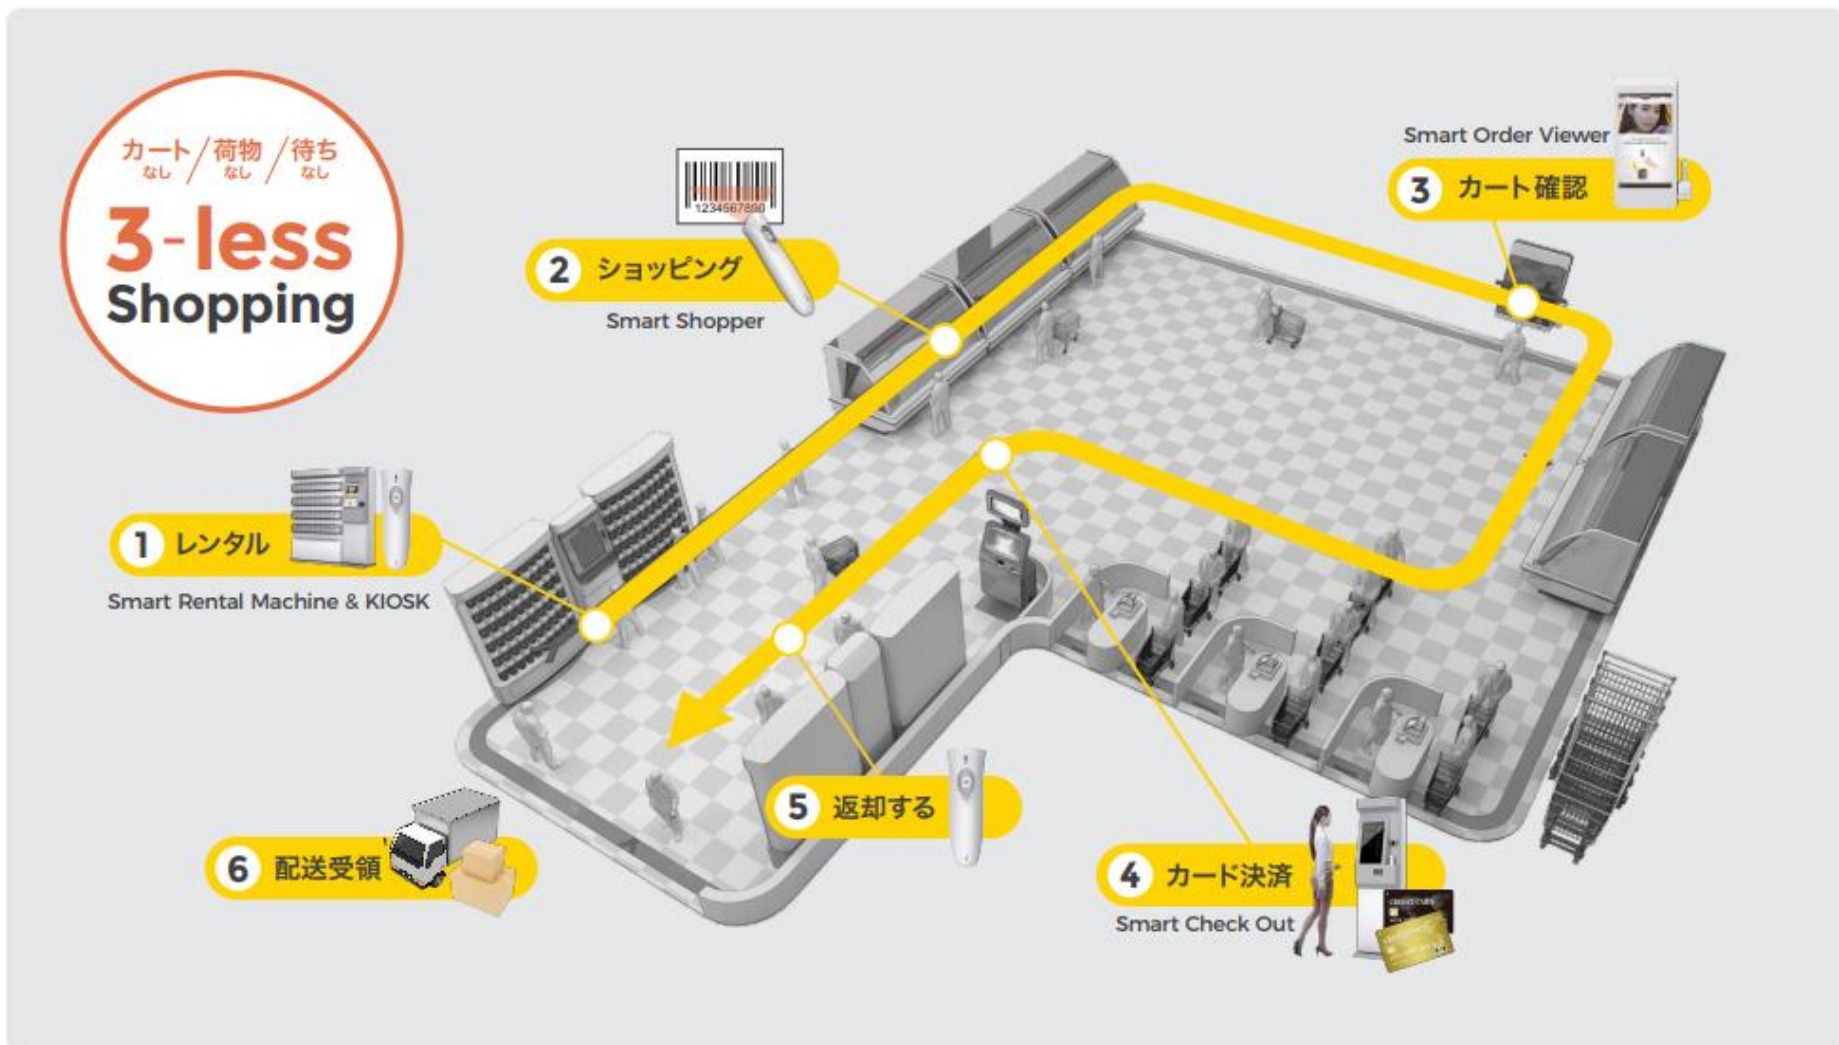 カート/荷物/待ち
なし なし なし
3-less
Shopping
1 レンタル
Smart Rental Machine & KIOSK
1234567890
2 ショッピング
Smart Shopper
Smart Order Viewer
3 カート確認
4 カード決済
Smart Check Out
5 返却する
6 配送受領